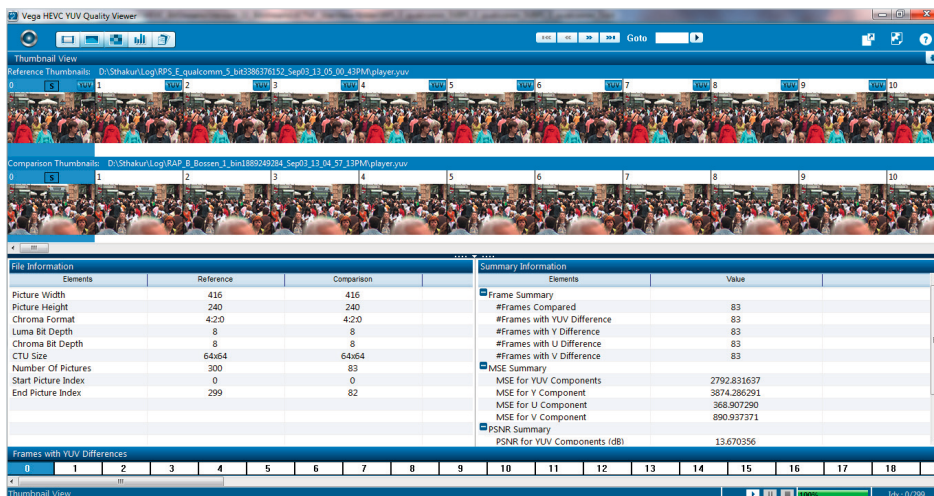 Vega HEVC YUV Quality Viewer
Goto
Thumbnail View
Reference Thumbnails: D:\Sthakur\Log\RPS_E_qualcomm_5_bit3386376152_Sep03_13_05_00_43PM\player.yuv
0 S YUV 1 YUV 2 YUV 3 YUV 4 YUV 5 YUV 6 YUV 7 YUV 8 YUV 9 YUV 10
Comparison Thumbnails: D:\Sthakur\Log\RAP_B_Bossen_1_bin1889249284_Sep03_13_04_57_13PM\player.yuv
0 S 1 2 3 4 5 6 7 8 9 10
File Information
Elements Reference Comparison
Picture Width 416 416
Picture Height 240 240
Chroma Format 4:2:0 4:2:0
Luma Bit Depth 8 8
Chroma Bit Depth 8 8
CTU Size 64x64 64x64
Number Of Pictures 300 83
Start Picture Index 0 0
End Picture Index 299 82
Summary Information
Elements Value
Frame Summary
#Frames Compared 83
#Frames with YUV Difference 83
#Frames with Y Difference 83
#Frames with U Difference 83
#Frames with V Difference 83
MSE Summary
MSE for YUV Components 2792.831637
MSE for Y Component 3874.286291
MSE for U Component 368.907290
MSE for V Component 890.937371
PSNR Summary
PSNR for YUV Components (dB) 13.670356
Frames with YUV Differences
0 1 2 3 4 5 6 7 8 9 10 11 12 13 14 15 16 17 18
Thumbnail View
100%
Idx : 0/299